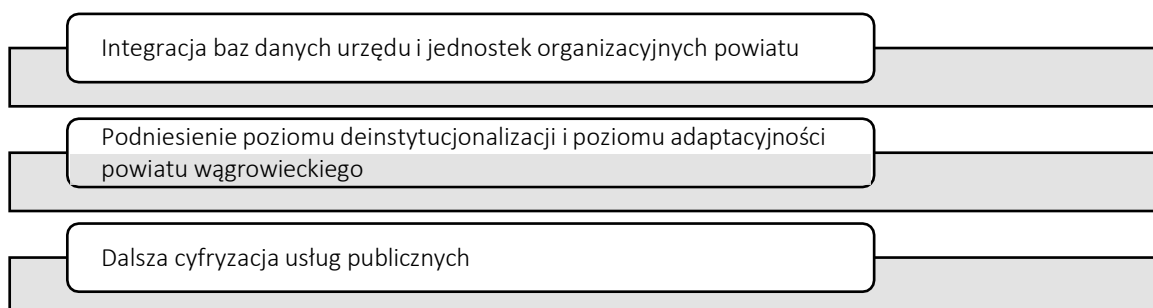 Integracja baz danych urzędu i jednostek organizacyjnych powiatu
Podniesienie poziomu deinstytucjonalizacji i poziomu adaptacyjności
powiatu wągrowieckiego
Dalsza cyfryzacja usług publicznych